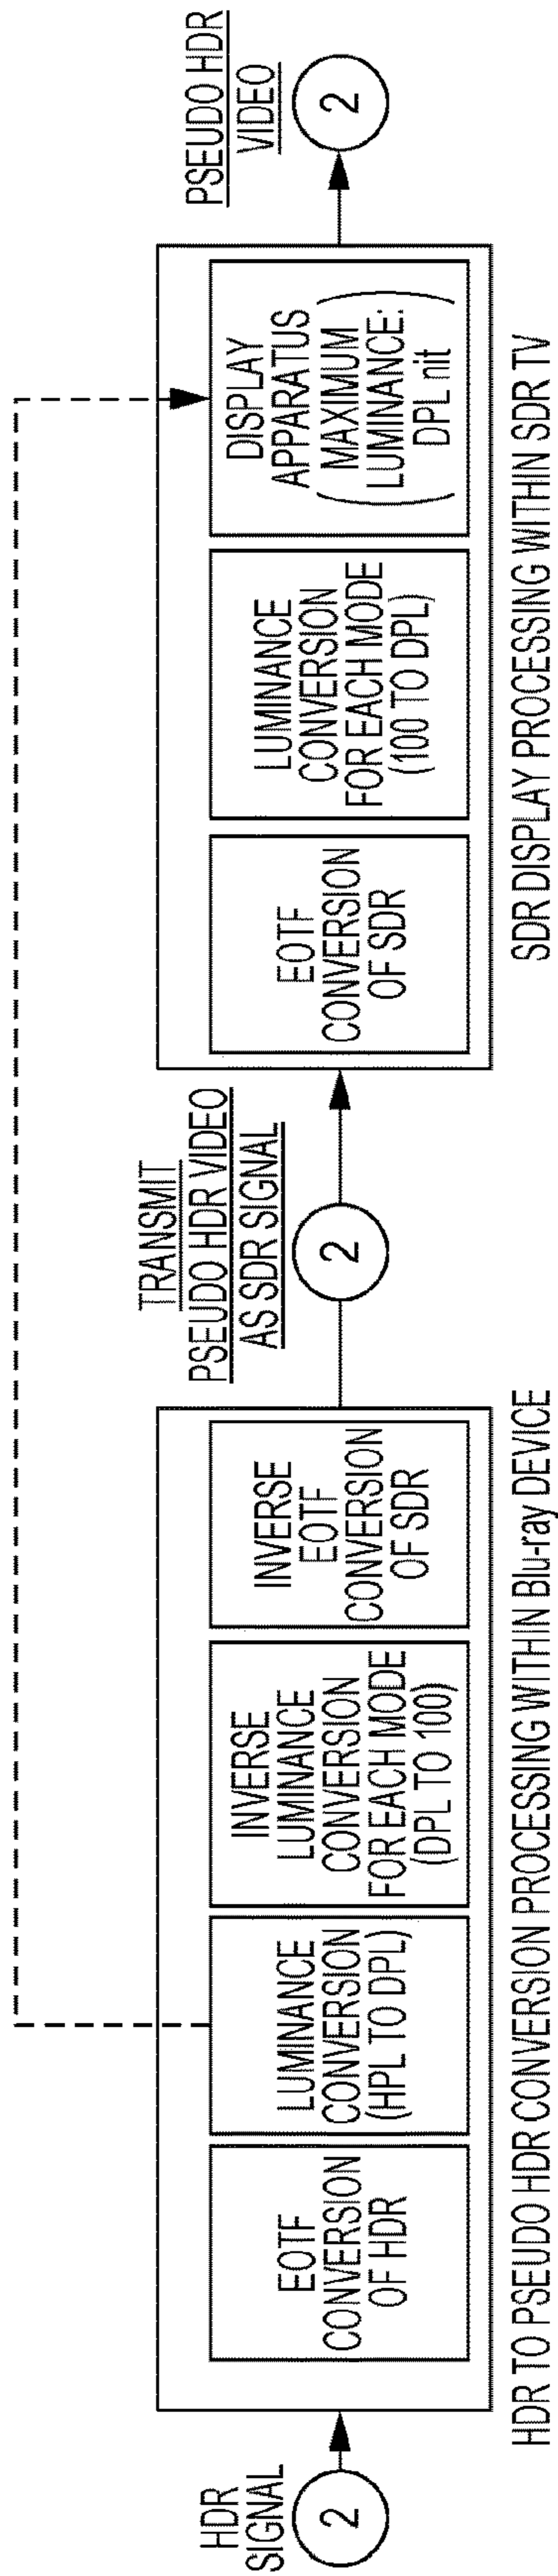 HDR
SIGNAL
2
EOTF
CONVERSION
OF HDR
LUMINANCE
CONVERSION
(HPL TO DPL)
INVERSE
LUMINANCE
CONVERSION
FOR EACH MODE
(DPL TO 100)
INVERSE
EOTF
CONVERSION
OF SDR
HDR TO PSEUDO HDR CONVERSION PROCESSING WITHIN Blu-ray DEVICE
TRANSMIT
PSEUDO HDR VIDEO
AS SDR SIGNAL
2
EOTF
CONVERSION
OF SDR
LUMINANCE
CONVERSION
FOR EACH MODE
(100 TO DPL)
DISPLAY
APPARATUS
(MAXIMUM
LUMINANCE:
DPL nit)
SDR DISPLAY PROCESSING WITHIN SDR TV
PSEUDO HDR
VIDEO
2